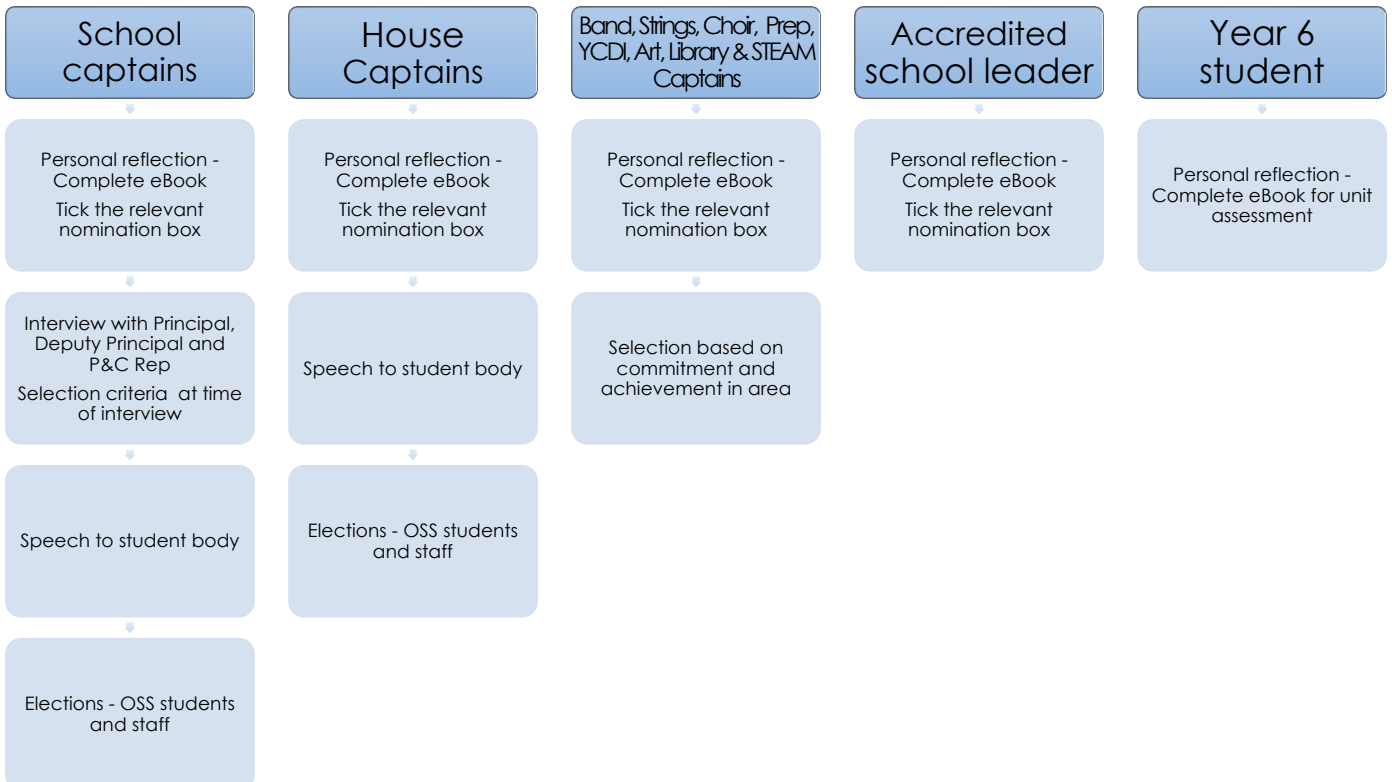 School
captains
Personal reflection -
Complete eBook
Tick the relevant
nomination box
Interview with Principal,
Deputy Principal and
P&C Rep
Selection criteria at time
of interview
Speech to student body
Elections - OSS students
and staff
House
Captains
Personal reflection -
Complete eBook
Tick the relevant
nomination box
Speech to student body
Elections - OSS students
and staff
Band, Strings, Choir, Prep,
YCDI, Art, Library & STEAM
Captains
Personal reflection -
Complete eBook
Tick the relevant
nomination box
Selection based on
commitment and
achievement in area
Accredited
school leader
Personal reflection -
Complete eBook
Tick the relevant
nomination box
Year 6
student
Personal reflection -
Complete eBook for unit
assessment